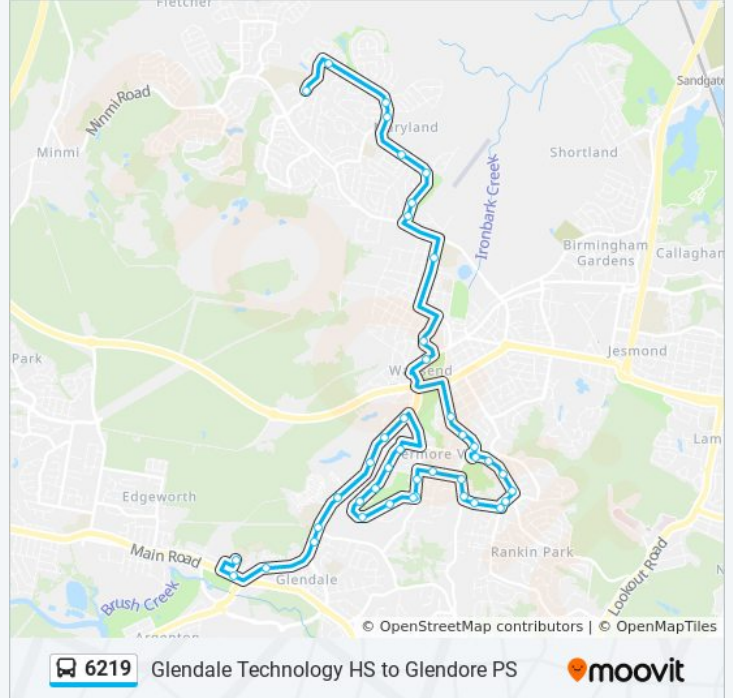 Fletcher
Sandgate
Minmi Road
Maryland
Minmi
Shortland
Ironbark Creek
Birmingham
Gardens
Callaghan
Park
Jesmond
Wallsend
Lam
ermore V
Edgeworth
Rankin Park
Main Road
Lookout Road
N
Glendale
Brush Creek
Argenton
© OpenStreetMap contributors | © OpenMapTiles
6219 Glendale Technology HS to Glendore PS moovit